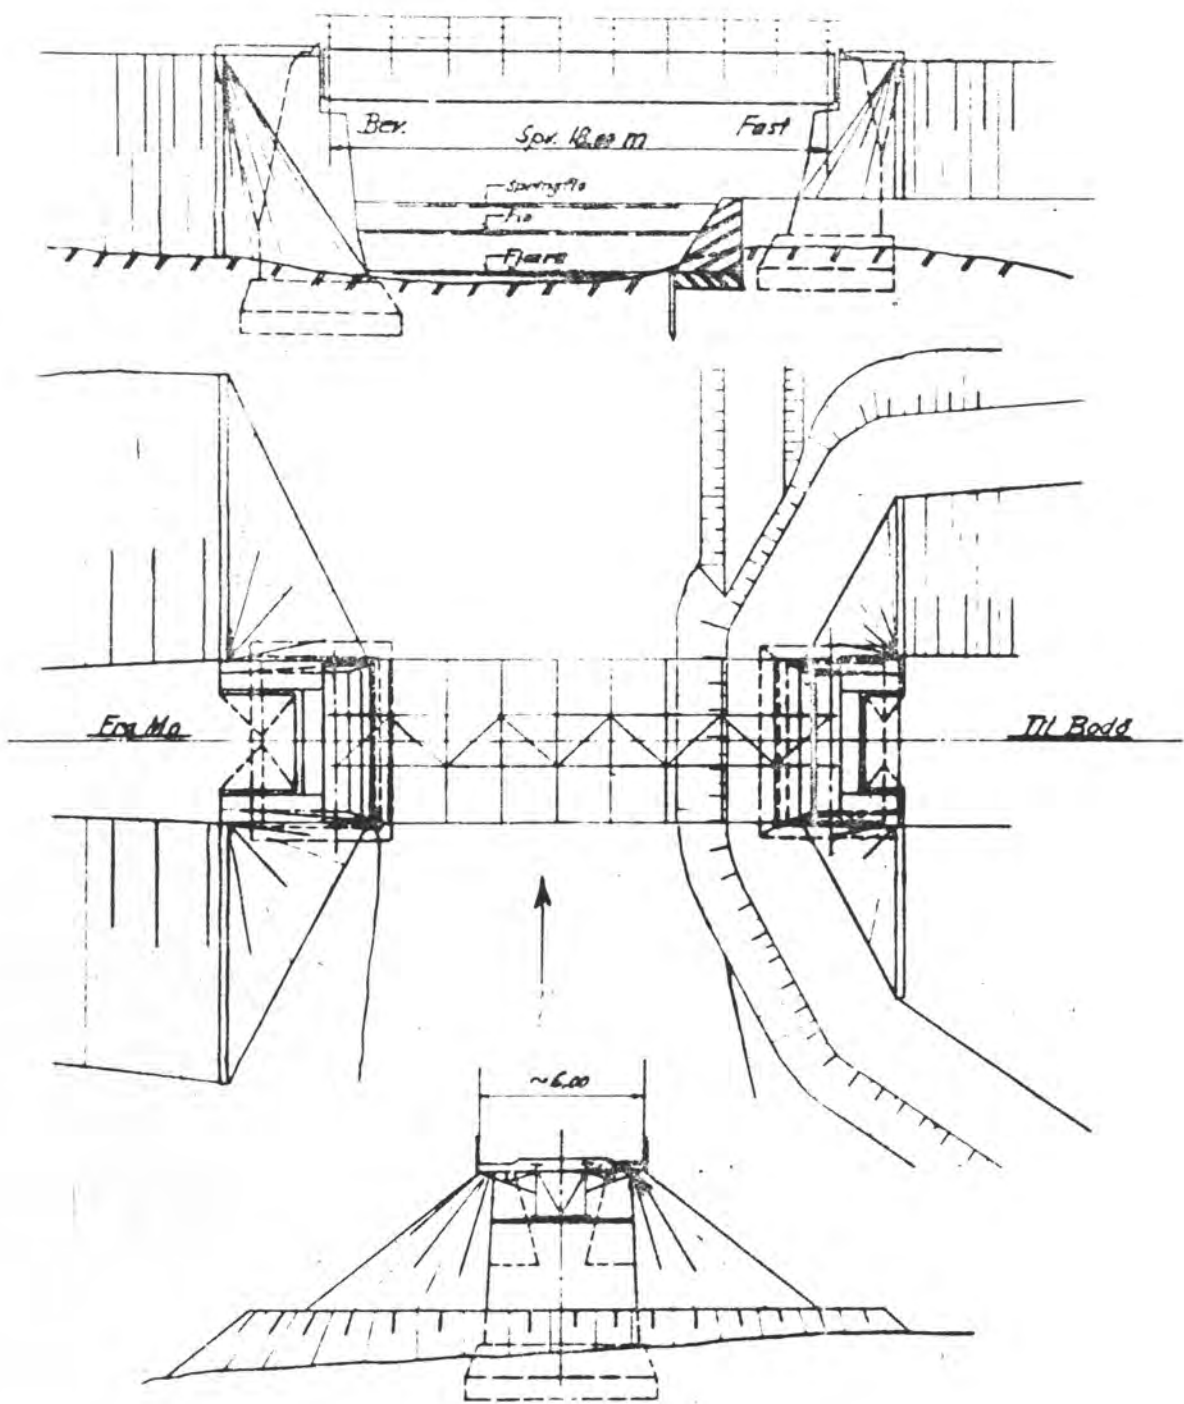 Bev.
Fast
Spv. 18.00 m
Springflo
Flo
Fjære
Fra Mo
Til Bodø
~6,00